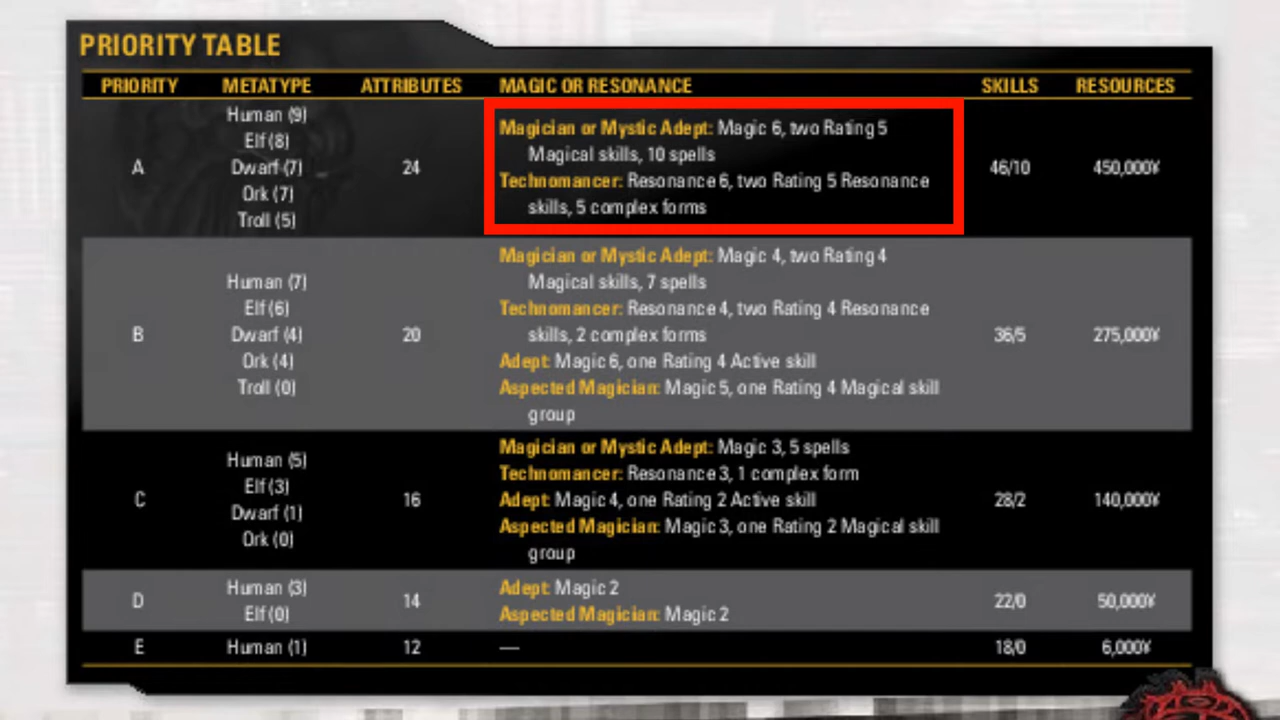 PRIORITY TABLE
PRIORITY METATYPE ATTRIBUTES MAGIC OR RESONANCE SKILLS RESOURCES
A
Human (9)
Elf (8)
Dwarf (7)
Ork (7)
Troll (5)
24
Magician or Mystic Adept: Magic 6, two Rating 5
Magical skills, 10 spells
Technomancer: Resonance 6, two Rating 5 Resonance
skills, 5 complex forms
46/10
450,000¥
B
Human (7)
Elf (6)
Dwarf (4)
Ork (4)
Troll (0)
20
Magician or Mystic Adept: Magic 4, two Rating 4
Magical skills, 7 spells
Technomancer: Resonance 4, two Rating 4 Resonance
skills, 2 complex forms
Adept: Magic 6, one Rating 4 Active skill
Aspected Magician: Magic 5, one Rating 4 Magical skill
group
36/5
275,000¥
C
Human (5)
Elf (3)
Dwarf (1)
Ork (0)
16
Magician or Mystic Adept: Magic 3, 5 spells
Technomancer: Resonance 3, 1 complex form
Adept: Magic 4, one Rating 2 Active skill
Aspected Magician: Magic 3, one Rating 2 Magical skill
group
28/2
140,000¥
D
Human (3)
Elf (0)
14
Adept: Magic 2
Aspected Magician: Magic 2
22/0
50,000¥
E
Human (1)
12
—
18/0
6,000¥